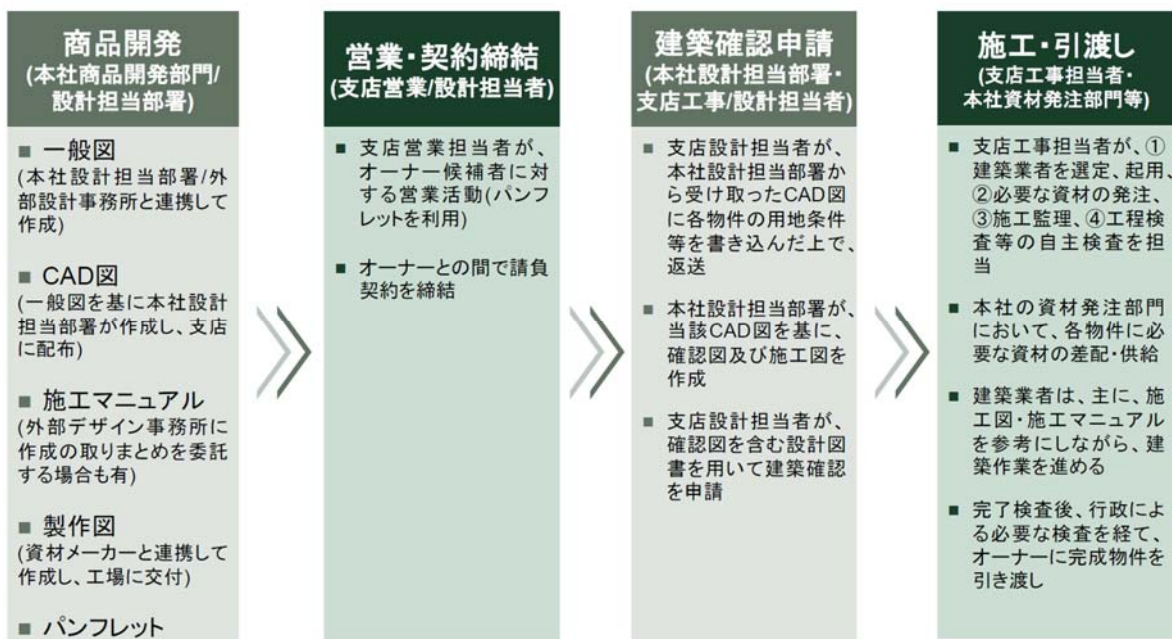 商品開発
(本社商品開発部門/
設計担当部署)
■ 一般図
(本社設計担当部署/外
部設計事務所と連携して
作成)
■ CAD図
(一般図を基に本社設計
担当部署が作成し、支店
に配布)
■ 施工マニュアル
(外部デザイン事務所に
作成の取りまとめを委託
する場合も有)
■ 製作図
(資材メーカーと連携して
作成し、工場に交付)
■ パンフレット
営業・契約締結
(支店営業/設計担当者)
■ 支店営業担当者が、
オーナー候補者に対
する営業活動(パンフ
レットを利用)
■ オーナーとの間で請負
契約を締結
建築確認申請
(本社設計担当部署・
支店工事/設計担当者)
■ 支店設計担当者が、
本社設計担当部署か
ら受け取ったCAD図
に各物件の用地条件
等を書き込んだ上で、
返送
■ 本社設計担当部署が、
当該CAD図を基に、
確認図及び施工図を
作成
■ 支店設計担当者が、
確認図を含む設計図
書を用いて建築確認
を申請
施工・引渡し
(支店工事担当者・
本社資材発注部門等)
■ 支店工事担当者が、①
建築業者を選定、起用、
②必要な資材の発注、
③施工監理、④工程検
査等の自主検査を担
当
■ 本社の資材発注部門
において、各物件に必
要な資材の差配・供給
■ 建築業者は、主に、施
工図・施工マニュアル
を参考にしながら、建
築作業を進める
■ 完了検査後、行政によ
る必要な検査を経て、
オーナーに完成物件を
引き渡し